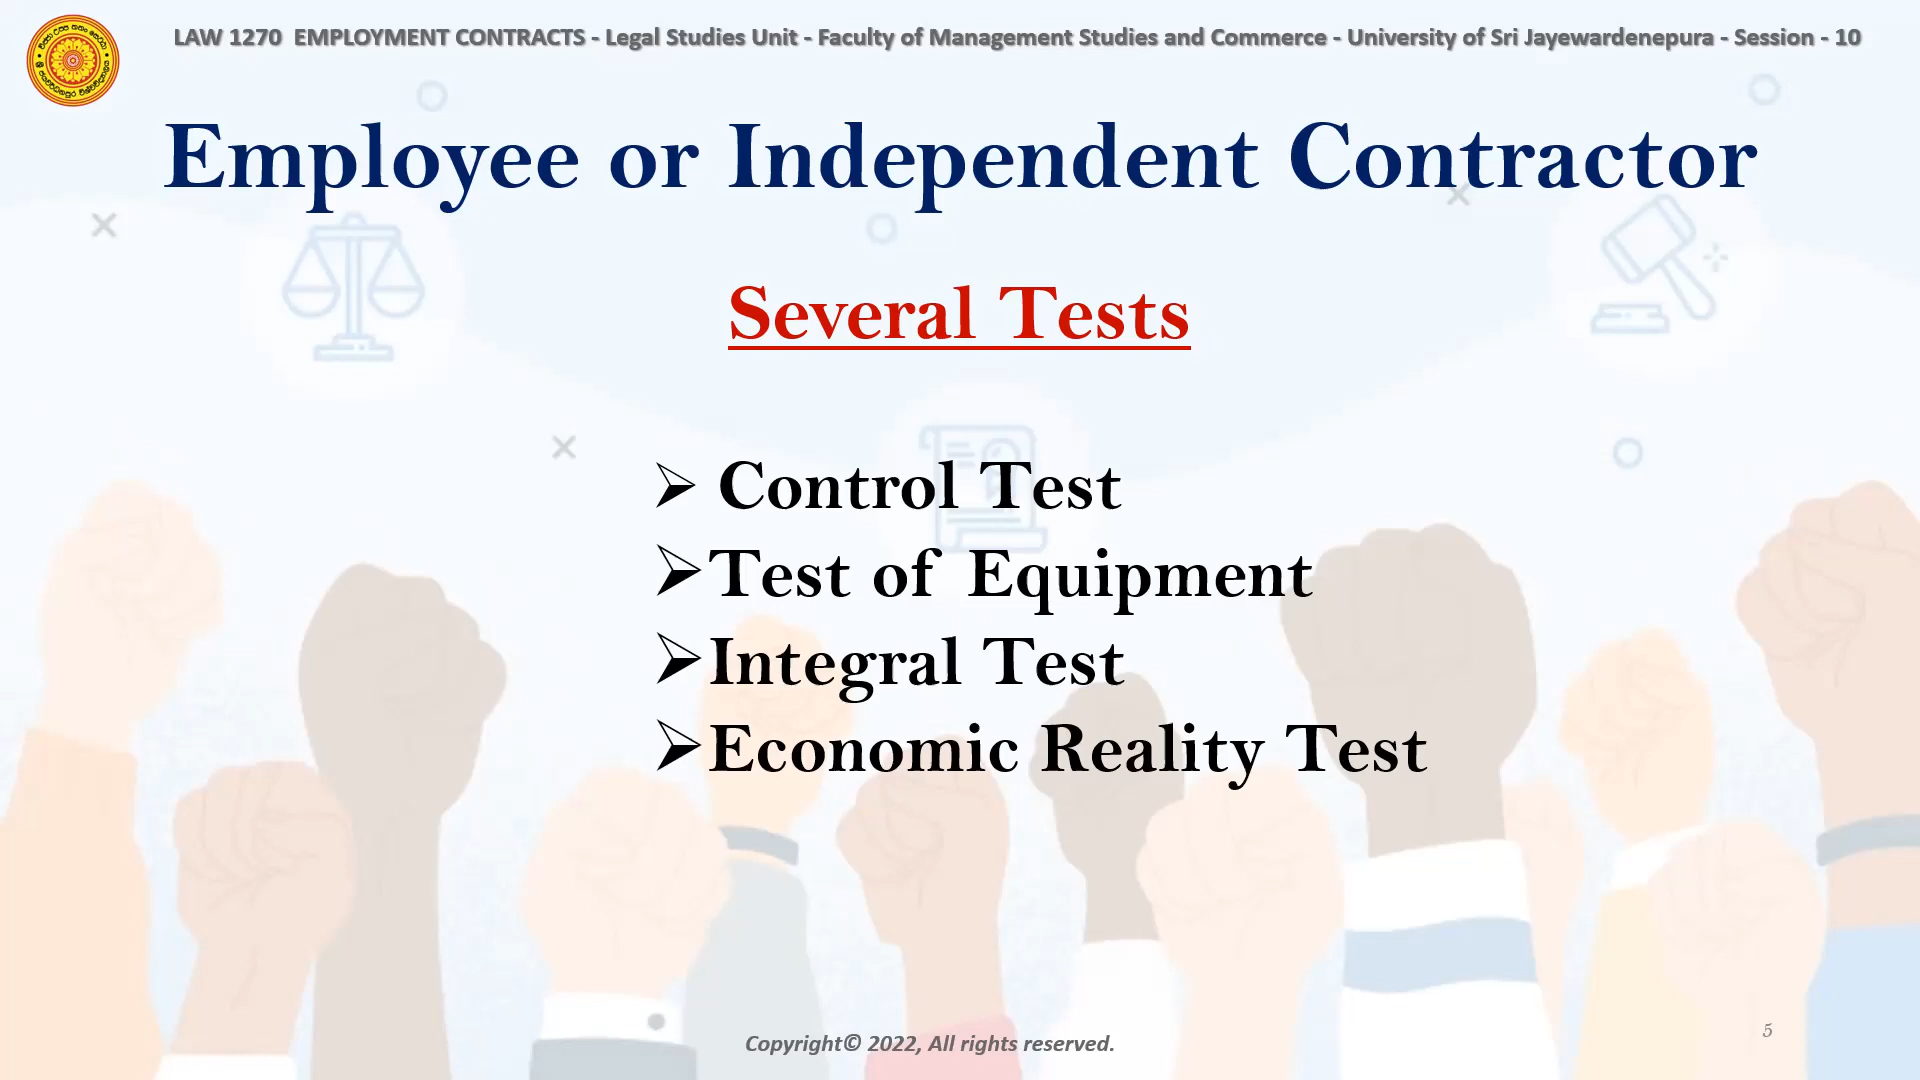 LAW 1270  EMPLOYMENT CONTRACTS - Legal Studies Unit - Faculty of Management Studies and Commerce - University of Sri Jayewardenepura - Session - 10
Employee or Independent Contractor
Several Tests
➢ Control Test
➢Test of Equipment
➢Integral Test
➢Economic Reality Test
Copyright© 2022, All rights reserved.
5